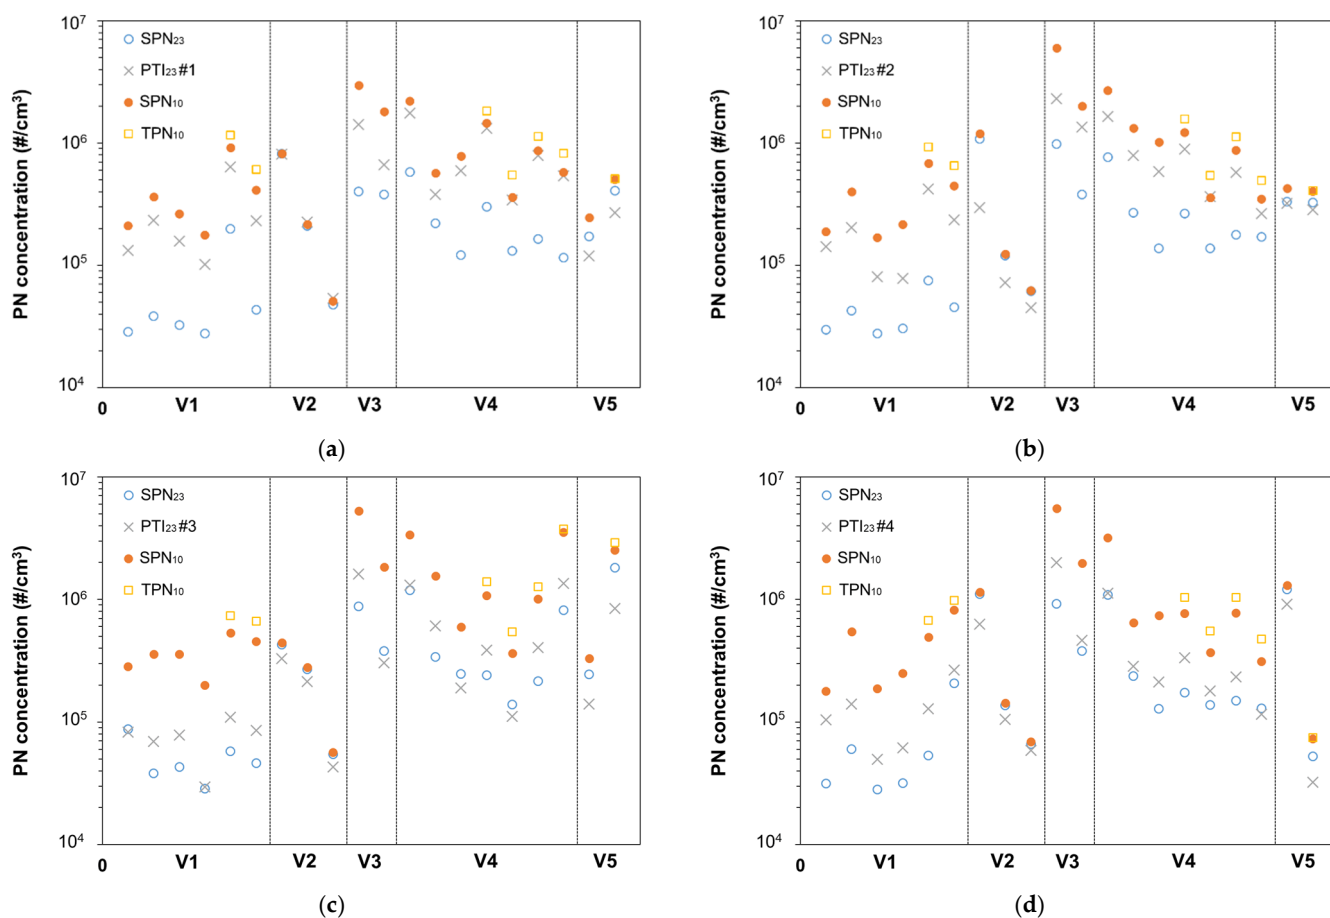 10⁷
SPN₂₃
PTI₂₃#1
SPN₁₀
TPN₁₀
10⁶
10⁵
10⁴
PN concentration (#/cm³)
0 V1 V2 V3 V4 V5
(a)
10⁷
SPN₂₃
PTI₂₃#2
SPN₁₀
TPN₁₀
10⁶
10⁵
10⁴
PN concentration (#/cm³)
0 V1 V2 V3 V4 V5
(b)
10⁷
SPN₂₃
PTI₂₃#3
SPN₁₀
TPN₁₀
10⁶
10⁵
10⁴
PN concentration (#/cm³)
0 V1 V2 V3 V4 V5
(c)
10⁷
SPN₂₃
PTI₂₃#4
SPN₁₀
TPN₁₀
10⁶
10⁵
10⁴
PN concentration (#/cm³)
0 V1 V2 V3 V4 V5
(d)